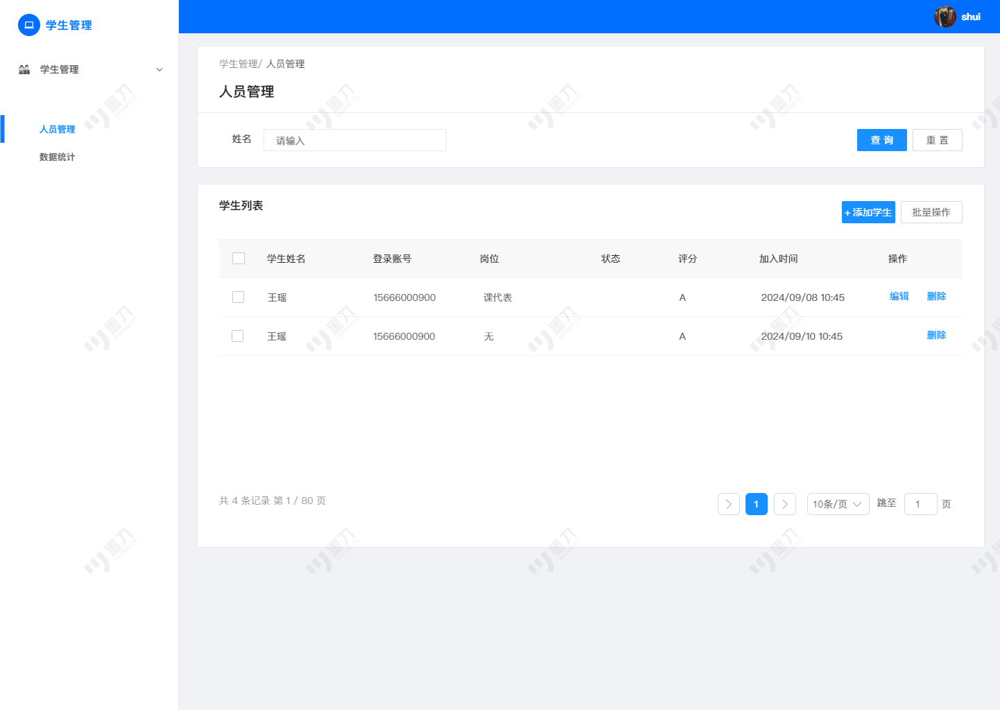 学生管理
shui
学生管理
人员管理
数据统计
学生管理/ 人员管理
人员管理
姓名 请输入 查 询 重 置
学生列表 + 添加学生 批量操作
学生姓名 登录账号 岗位 状态 评分 加入时间 操作
王瑶 15666000900 课代表 A 2024/09/08 10:45 编辑 删除
王瑶 15666000900 无 A 2024/09/10 10:45 删除
共 4 条记录 第 1 / 80 页 1 10条/页 跳至 1 页
墨刀
MODAO.CC